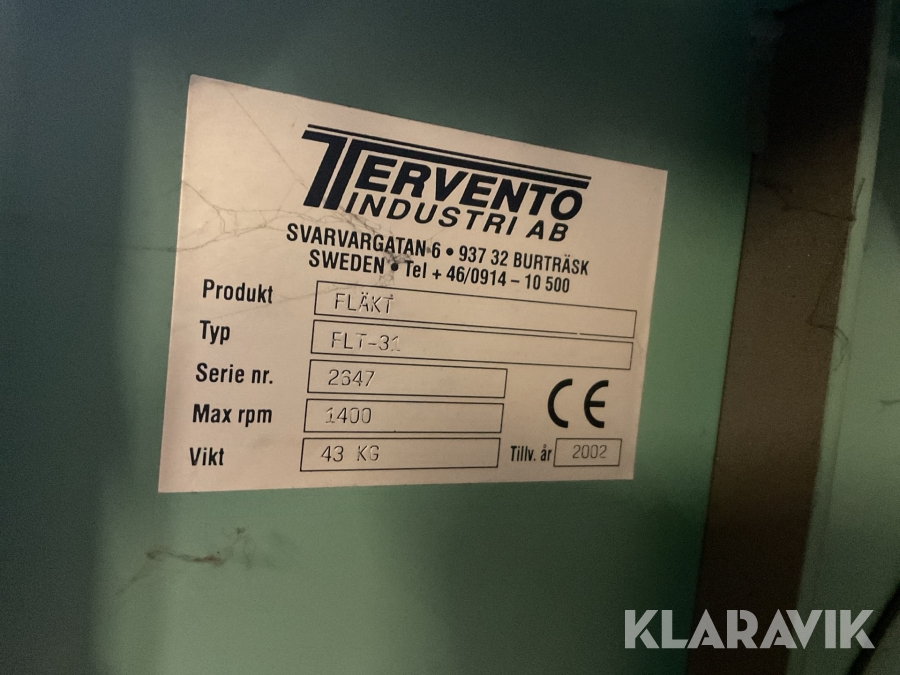 TERVENTO
INDUSTRI AB
SVARVARGATAN 6 • 937 32 BURTRÄSK
SWEDEN • Tel + 46/0914 – 10 500
Produkt FLÄKT
Typ FLT-31
Serie nr. 2647
Max rpm 1400
Vikt 43 KG Tillv. år 2002
CE
KLARAVIK